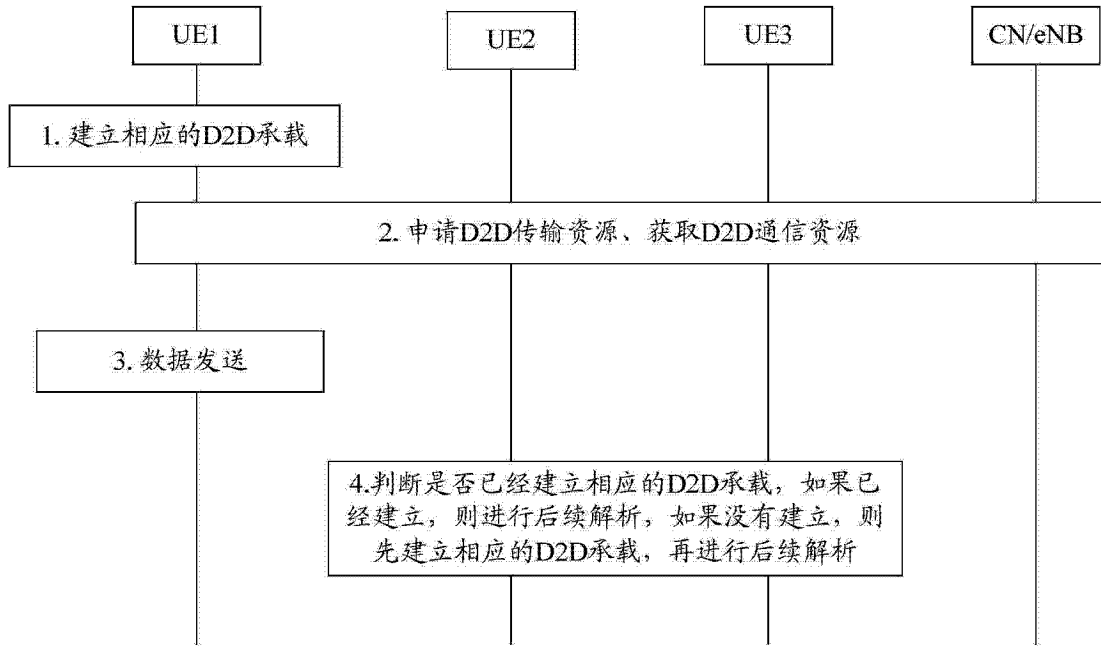 UE1
UE2
UE3
CN/eNB
1. 建立相应的D2D承载
2. 申请D2D传输资源、获取D2D通信资源
3. 数据发送
4.判断是否已经建立相应的D2D承载，如果已
经建立，则进行后续解析，如果没有建立，则
先建立相应的D2D承载，再进行后续解析